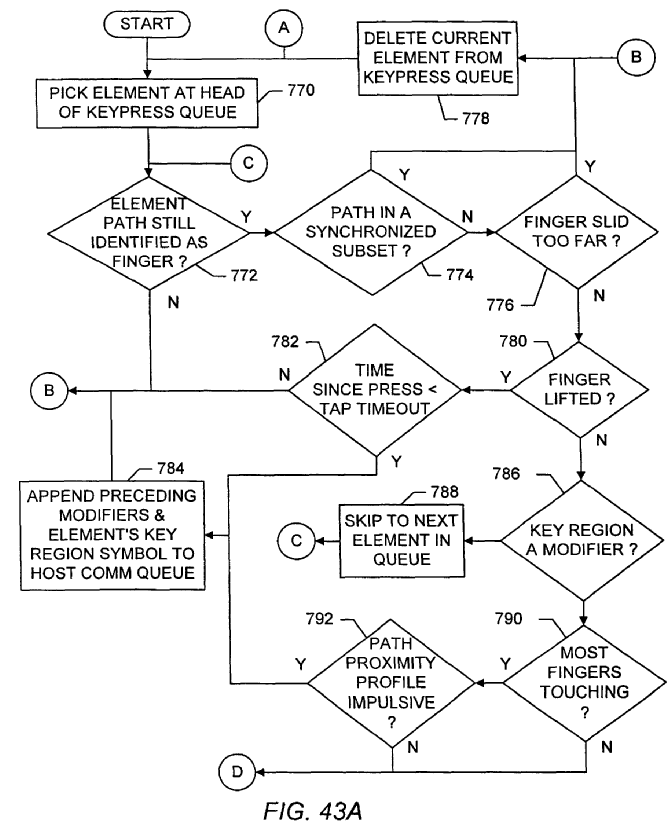 START
A
DELETE CURRENT
ELEMENT FROM
KEYPRESS QUEUE
B
778
PICK ELEMENT AT HEAD
OF KEYPRESS QUEUE
770
C
ELEMENT
PATH STILL
IDENTIFIED AS
FINGER ?
772
Y
N
PATH IN A
SYNCHRONIZED
SUBSET ?
774
Y
N
FINGER SLID
TOO FAR ?
776
Y
N
782
TIME
SINCE PRESS <
TAP TIMEOUT
N
Y
780
FINGER
LIFTED ?
Y
N
B
784
APPEND PRECEDING
MODIFIERS &
ELEMENT'S KEY
REGION SYMBOL TO
HOST COMM QUEUE
C
788
SKIP TO NEXT
ELEMENT IN
QUEUE
786
KEY REGION
A MODIFIER ?
792
PATH
PROXIMITY
PROFILE
IMPULSIVE
?
Y
N
790
MOST
FINGERS
TOUCHING
?
Y
N
D
FIG. 43A